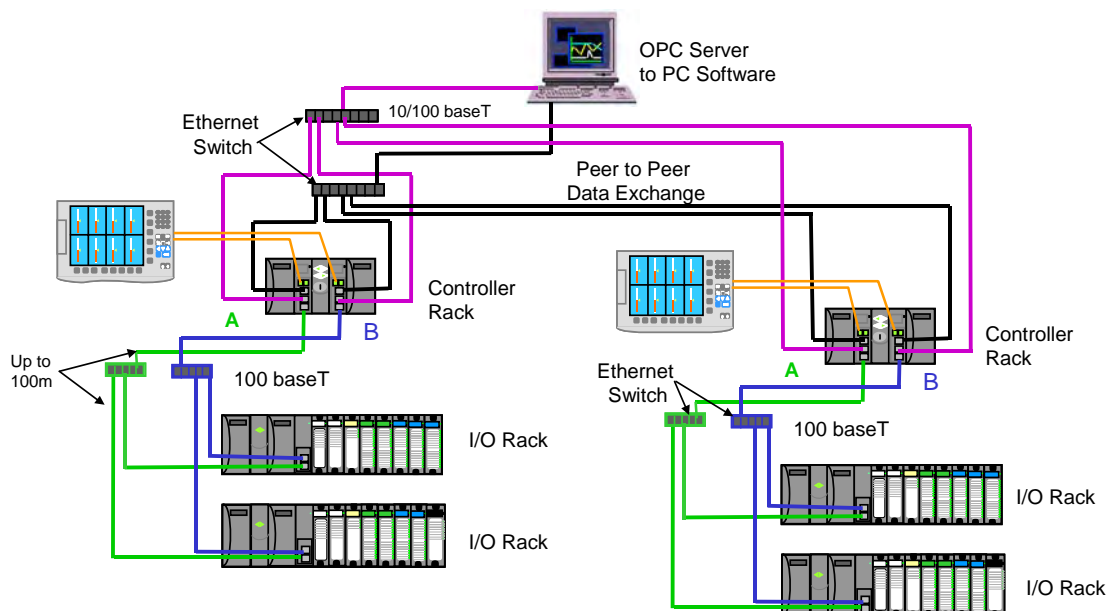 OPC Server
to PC Software
10/100 baseT
Ethernet
Switch
Peer to Peer
Data Exchange
Controller
Rack
A
B
Up to
100m
100 baseT
I/O Rack
I/O Rack
Controller
Rack
A
B
Ethernet
Switch
100 baseT
I/O Rack
I/O Rack